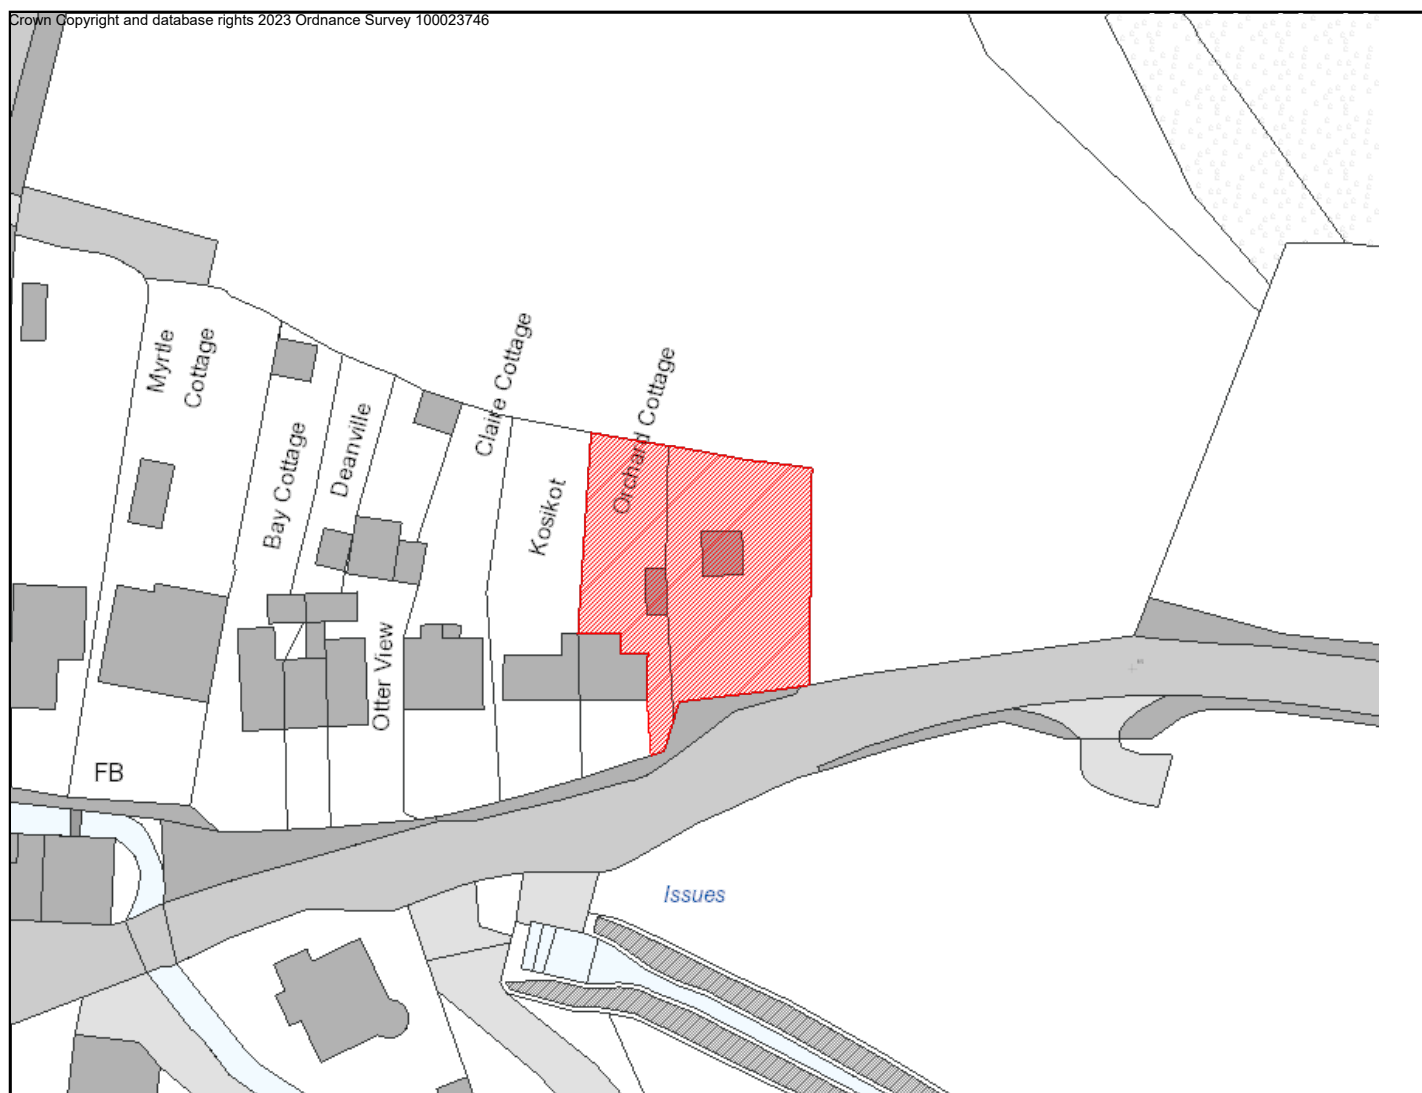 Crown Copyright and database rights 2023 Ordnance Survey 100023746
Myrtle
Cottage
Bay Cottage
Deanville
Otter View
Claire Cottage
Kosikot
Orchard Cottage
FB
Issues